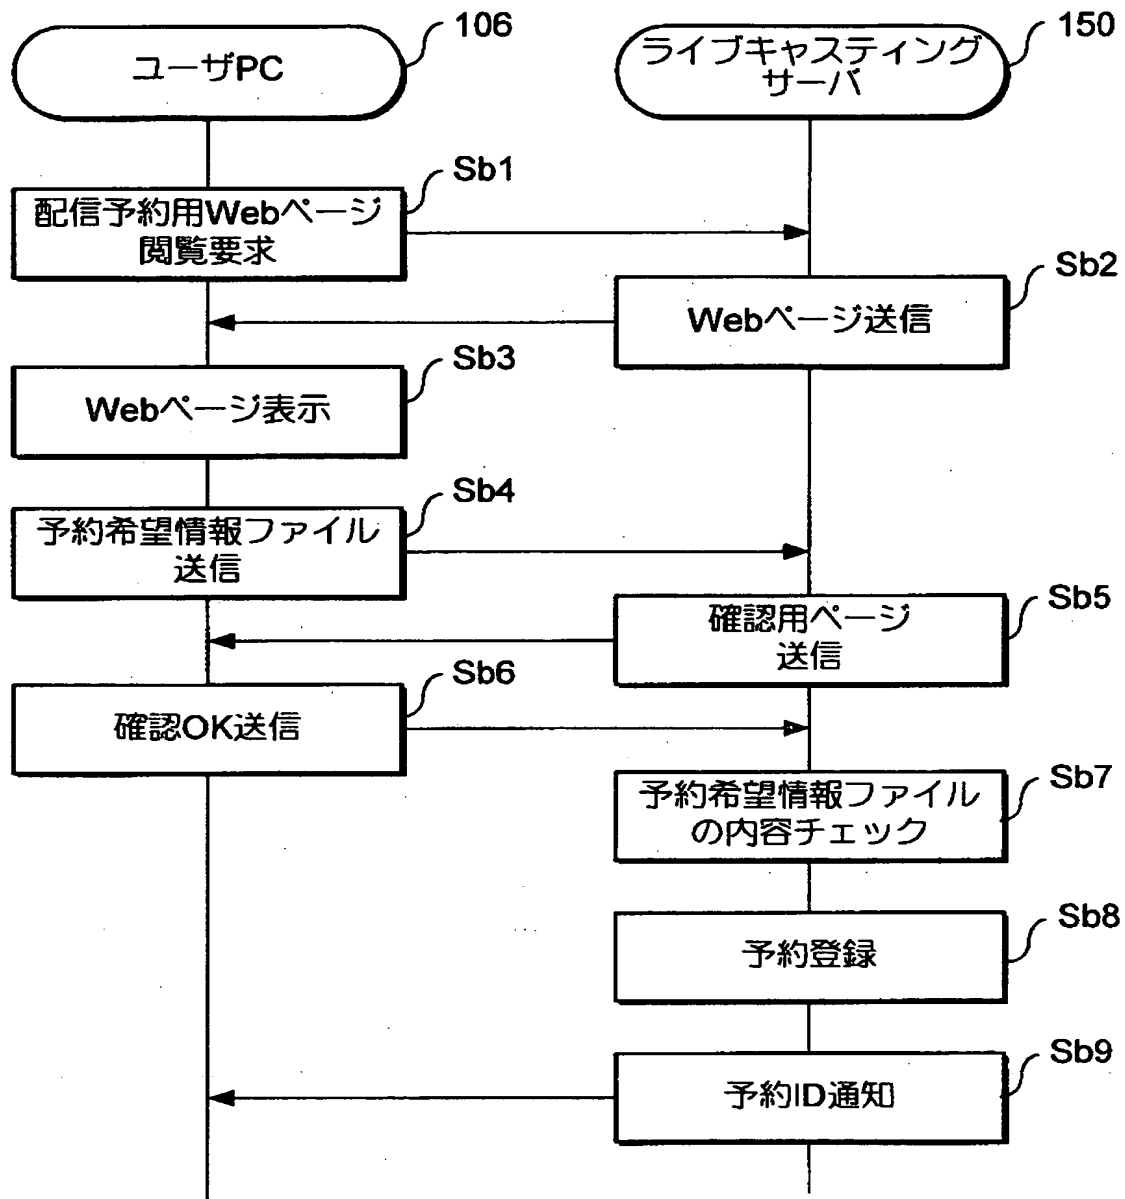 106
ユーザPC
150
ライブキャスティング
サーバ
Sb1
配信予約用Webページ
閲覧要求
Sb2
Webページ送信
Sb3
Webページ表示
Sb4
予約希望情報ファイル
送信
Sb5
確認用ページ
送信
Sb6
確認OK送信
Sb7
予約希望情報ファイル
の内容チェック
Sb8
予約登録
Sb9
予約ID通知